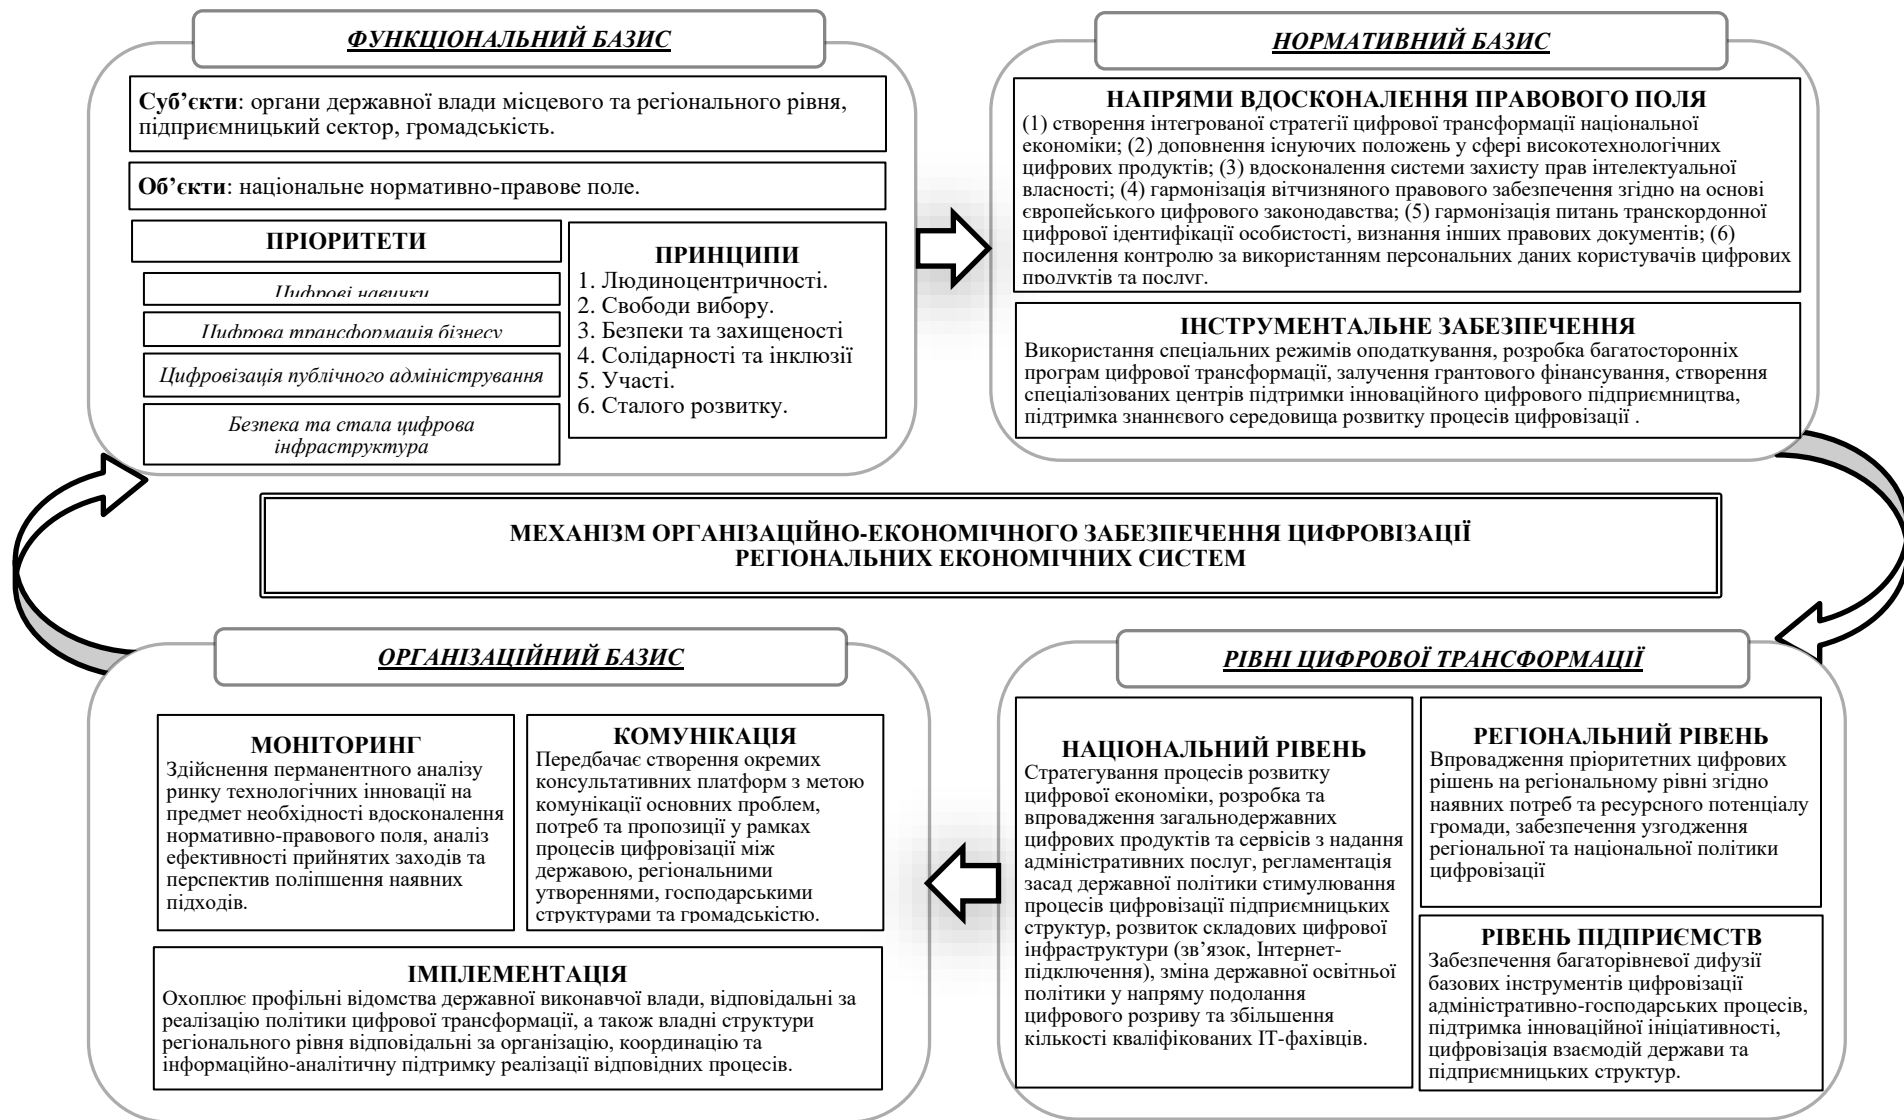 ФУНКЦІОНАЛЬНИЙ БАЗИС
Суб’єкти: органи державної влади місцевого та регіонального рівня,
підприємницький сектор, громадськість.
Об’єкти: національне нормативно-правове поле.
ПРІОРИТЕТИ
Цифрові навички
Цифрова трансформація бізнесу
Цифровізація публічного адміністрування
Безпека та стала цифрова
інфраструктура
ПРИНЦИПИ
1. Людиноцентричності.
2. Свободи вибору.
3. Безпеки та захищеності
4. Солідарності та інклюзії
5. Участі.
6. Сталого розвитку.
НОРМАТИВНИЙ БАЗИС
НАПРЯМИ ВДОСКОНАЛЕННЯ ПРАВОВОГО ПОЛЯ
(1) створення інтегрованої стратегії цифрової трансформації національної
економіки; (2) доповнення існуючих положень у сфері високотехнологічних
цифрових продуктів; (3) вдосконалення системи захисту прав інтелектуальної
власності; (4) гармонізація вітчизняного правового забезпечення згідно на основі
європейського цифрового законодавства; (5) гармонізація питань транскордонної
цифрової ідентифікації особистості, визнання інших правових документів; (6)
посилення контролю за використанням персональних даних користувачів цифрових
продуктів та послуг.
ІНСТРУМЕНТАЛЬНЕ ЗАБЕЗПЕЧЕННЯ
Використання спеціальних режимів оподаткування, розробка багатосторонніх
програм цифрової трансформації, залучення грантового фінансування, створення
спеціалізованих центрів підтримки інноваційного цифрового підприємництва,
підтримка знаннєвого середовища розвитку процесів цифровізації .
МЕХАНІЗМ ОРГАНІЗАЦІЙНО-ЕКОНОМІЧНОГО ЗАБЕЗПЕЧЕННЯ ЦИФРОВІЗАЦІЇ
РЕГІОНАЛЬНИХ ЕКОНОМІЧНИХ СИСТЕМ
ОРГАНІЗАЦІЙНИЙ БАЗИС
МОНІТОРИНГ
Здійснення перманентного аналізу
ринку технологічних інновації на
предмет необхідності вдосконалення
нормативно-правового поля, аналіз
ефективності прийнятих заходів та
перспектив поліпшення наявних
підходів.
КОМУНІКАЦІЯ
Передбачає створення окремих
консультативних платформ з метою
комунікації основних проблем,
потреб та пропозиції у рамках
процесів цифровізації між
державою, регіональними
утвореннями, господарськими
структурами та громадськістю.
ІМПЛЕМЕНТАЦІЯ
Охоплює профільні відомства державної виконавчої влади, відповідальні за
реалізацію політики цифрової трансформації, а також владні структури
регіонального рівня відповідальні за організацію, координацію та
інформаційно-аналітичну підтримку реалізації відповідних процесів.
РІВНІ ЦИФРОВОЇ ТРАНСФОРМАЦІЇ
НАЦІОНАЛЬНИЙ РІВЕНЬ
Стратегування процесів розвитку
цифрової економіки, розробка та
впровадження загальнодержавних
цифрових продуктів та сервісів з надання
адміністративних послуг, регламентація
засад державної політики стимулювання
процесів цифровізації підприємницьких
структур, розвиток складових цифрової
інфраструктури (зв’язок, Інтернет-
підключення), зміна державної освітньої
політики у напряму подолання
цифрового розриву та збільшення
кількості кваліфікованих ІТ-фахівців.
РЕГІОНАЛЬНИЙ РІВЕНЬ
Впровадження пріоритетних цифрових
рішень на регіональному рівні згідно
наявних потреб та ресурсного потенціалу
громади, забезпечення узгодження
регіональної та національної політики
цифровізації
РІВЕНЬ ПІДПРИЄМСТВ
Забезпечення багаторівневої дифузії
базових інструментів цифровізації
адміністративно-господарських процесів,
підтримка інноваційної ініціативності,
цифровізація взаємодій держави та
підприємницьких структур.